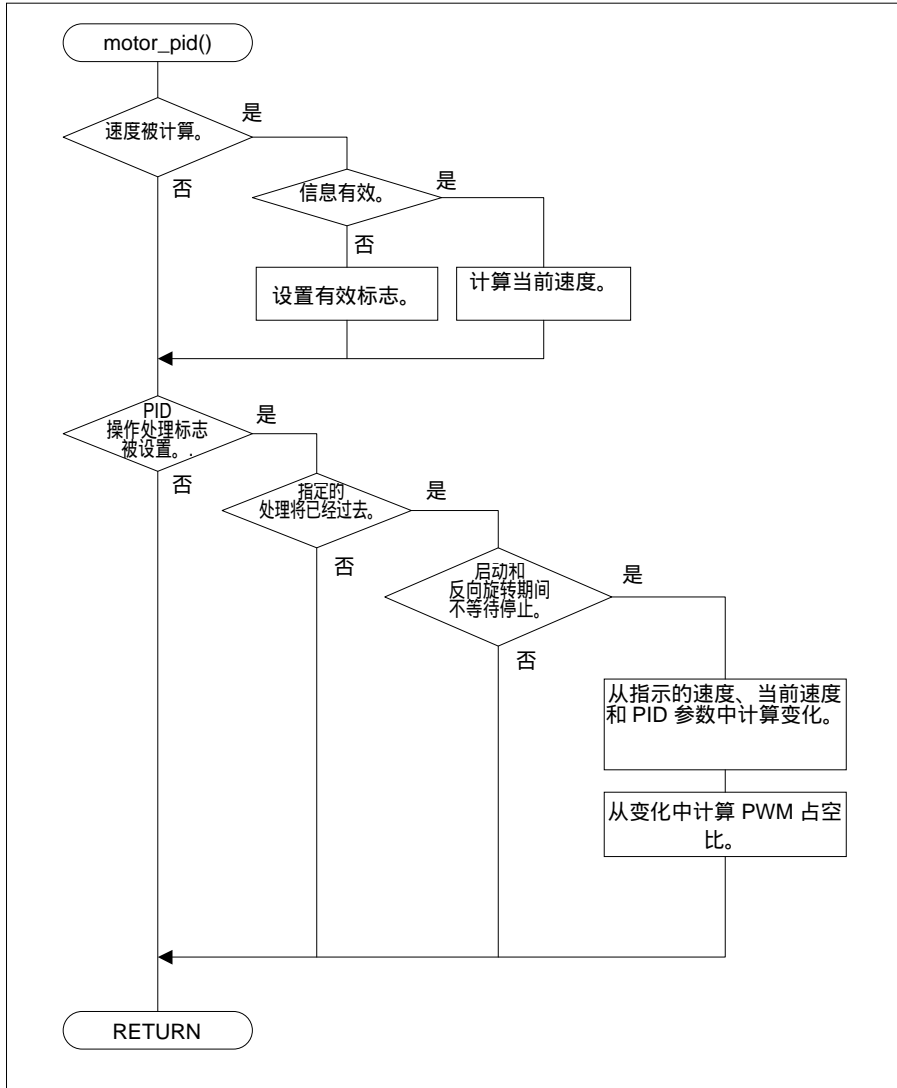 motor_pid()
是
速度被计算。
否
是
信息有效。
否
设置有效标志。
计算当前速度。
PID
操作处理标志
被设置。.
是
否
指定的
处理将已经过去。
是
否
启动和
反向旋转期间
不等待停止。
是
否
从指示的速度、当前速度
和 PID 参数中计算变化。
从变化中计算 PWM 占空
比。
RETURN